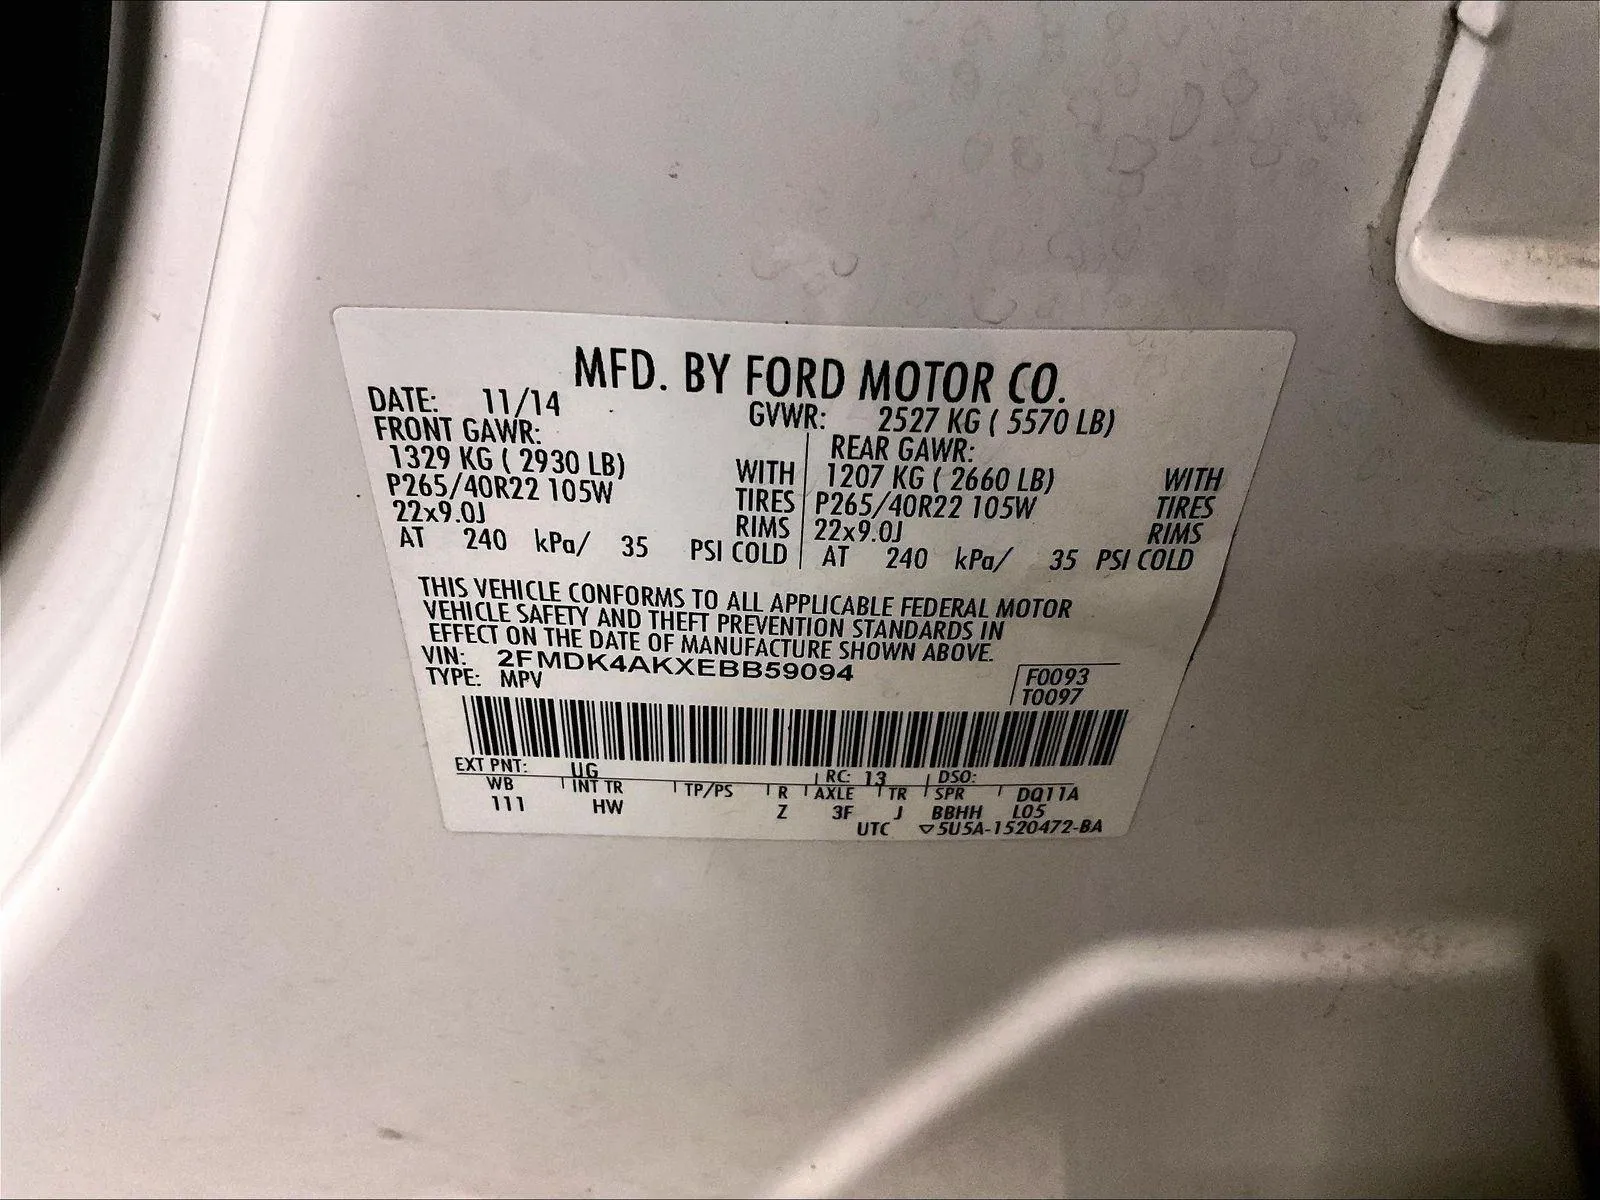 MFD. BY FORD MOTOR CO.
DATE: 11/14 GVWR: 2527 KG ( 5570 LB)
FRONT GAWR: REAR GAWR:
1329 KG ( 2930 LB) WITH 1207 KG ( 2660 LB) WITH
P265/40R22 105W TIRES P265/40R22 105W TIRES
22x9.0J RIMS 22x9.0J RIMS
AT 240 kPa/ 35 PSI COLD AT 240 kPa/ 35 PSI COLD
THIS VEHICLE CONFORMS TO ALL APPLICABLE FEDERAL MOTOR
VEHICLE SAFETY AND THEFT PREVENTION STANDARDS IN
EFFECT ON THE DATE OF MANUFACTURE SHOWN ABOVE.
VIN: 2FMDK4AKXEBB59094
TYPE: MPV
F0093
T0097
EXT PNT: UG RC: 13 DSO:
WB INT TR TP/PS R AXLE TR SPR DQ11A
111 HW Z 3F J BBHH L05
UTC ▽5U5A-1520472-BA